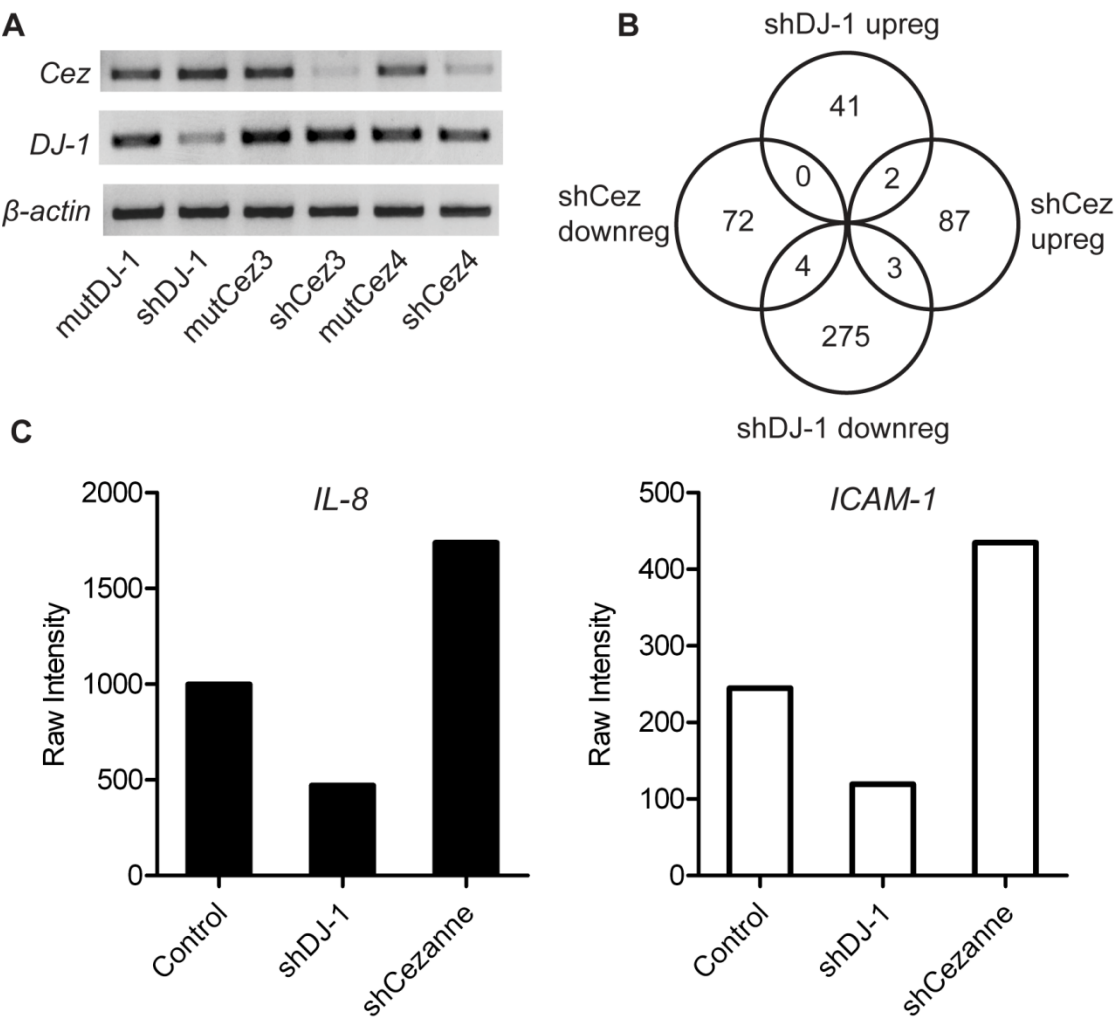 A
Cez
DJ-1
β-actin
mutDJ-1
shDJ-1
mutCez3
shCez3
mutCez4
shCez4
B
shDJ-1 upreg
41
0
2
shCez
downreg
72
87
shCez
upreg
4
3
275
shDJ-1 downreg
C
IL-8
Raw Intensity
2000
1500
1000
500
0
Control
shDJ-1
shCezanne
ICAM-1
Raw Intensity
500
400
300
200
100
0
Control
shDJ-1
shCezanne